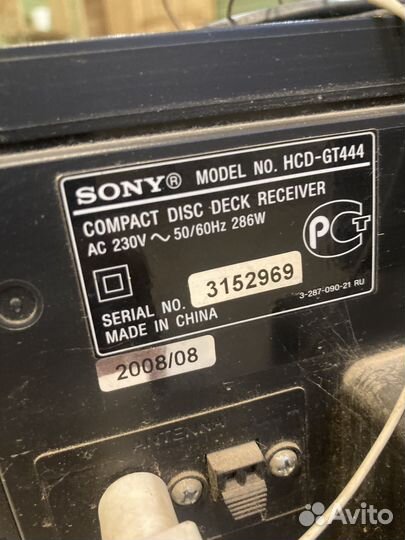 SONY® MODEL NO. HCD-GT444
COMPACT DISC DECK RECEIVER
AC 230V ~ 50/60Hz 286W
PCT
SERIAL NO. 3152969
3-287-090-21 RU
MADE IN CHINA
2008/08
ANTENNA
Avito